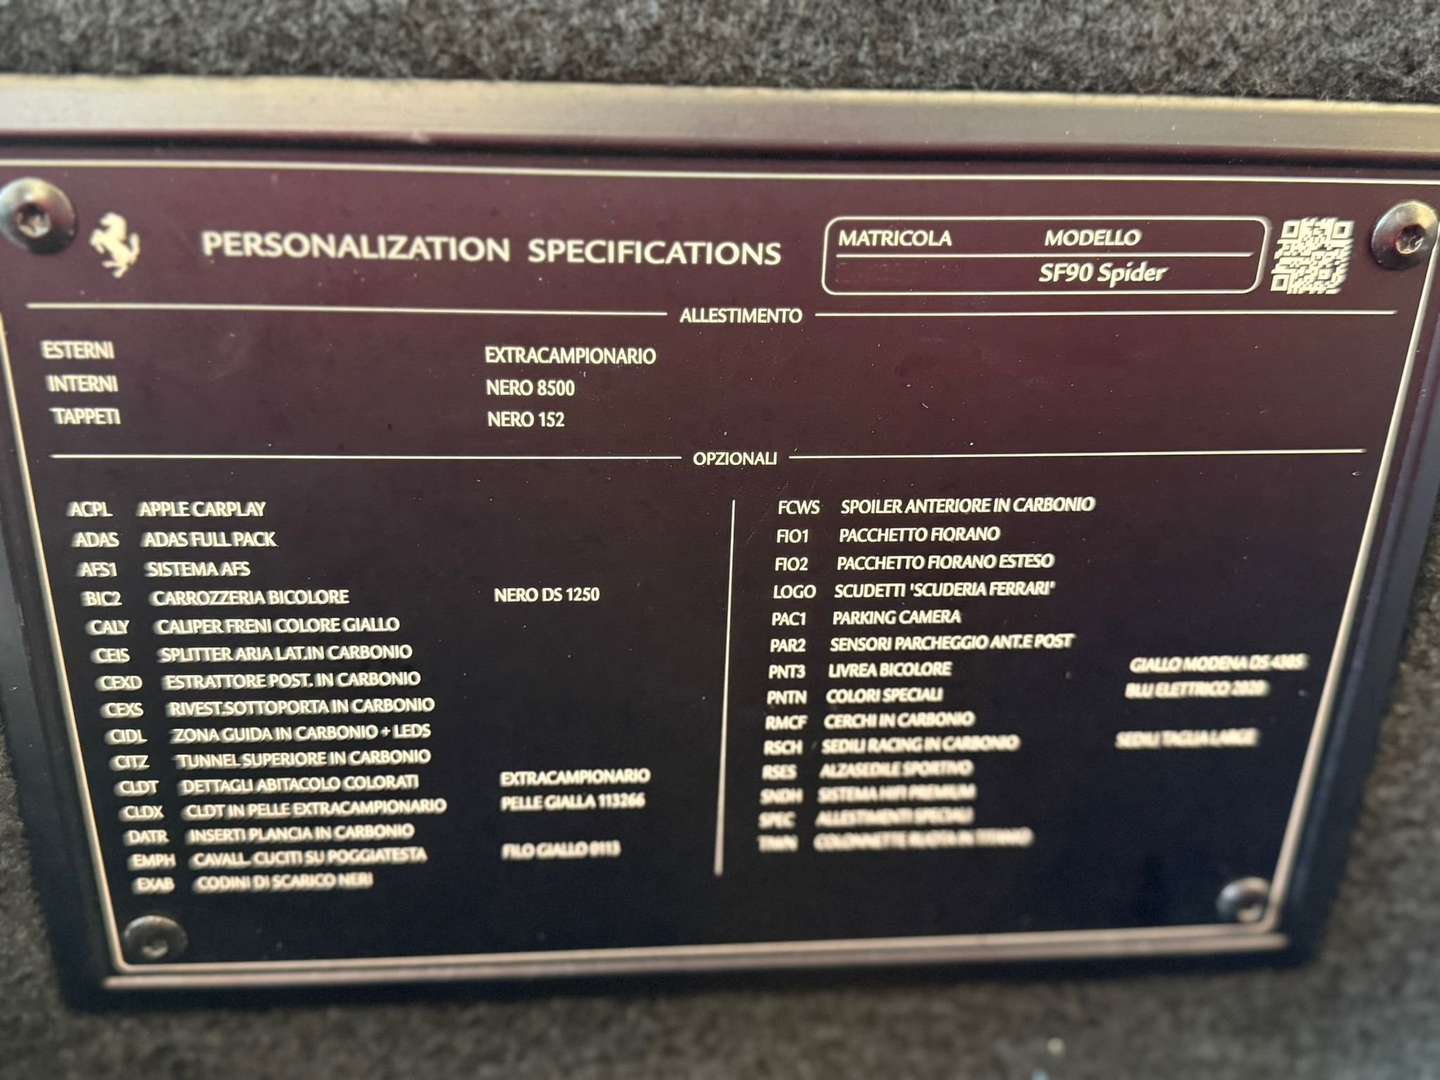 PERSONALIZATION SPECIFICATIONS
MATRICOLA MODELLO
SF90 Spider
ALLESTIMENTO
ESTERNI EXTRACAMPIONARIO
INTERNI NERO 8500
TAPPETI NERO 152
OPZIONALI
ACPL APPLE CARPLAY
ADAS ADAS FULL PACK
AFS1 SISTEMA AFS
BIC2 CARROZZERIA BICOLORE NERO DS 1250
CALY CALIPER FRENI COLORE GIALLO
CEIS SPLITTER ARIA LAT.IN CARBONIO
CEXD ESTRATTORE POST. IN CARBONIO
CEXS RIVEST.SOTTOPORTA IN CARBONIO
CIDL ZONA GUIDA IN CARBONIO + LEDS
CITZ TUNNEL SUPERIORE IN CARBONIO
CLDT DETTAGLI ABITACOLO COLORATI EXTRACAMPIONARIO
CLDX CLDT IN PELLE EXTRACAMPIONARIO PELLE GIALLA 113266
DATR INSERTI PLANCIA IN CARBONIO
EMPH CAVALL. CUCITI SU POGGIATESTA FILO GIALLO 0113
EXAB CODINI DI SCARICO NERI
FCWS SPOILER ANTERIORE IN CARBONIO
FIO1 PACCHETTO FIORANO
FIO2 PACCHETTO FIORANO ESTESO
LOGO SCUDETTI 'SCUDERIA FERRARI'
PAC1 PARKING CAMERA
PAR2 SENSORI PARCHEGGIO ANT.E POST
PNT3 LIVREA BICOLORE GIALLO MODENA DS 4305
PNTN COLORI SPECIALI BLU ELETTRICO 2020
RMCF CERCHI IN CARBONIO
RSCH SEDILI RACING IN CARBONIO SEDILI TAGLIA LARGE
RSES ALZASEDILE SPORTIVO
SNDH SISTEMA HIFI PREMIUM
SPEC ALLESTIMENTI SPECIALI
COLONNETTE RUOTA IN TITANIO